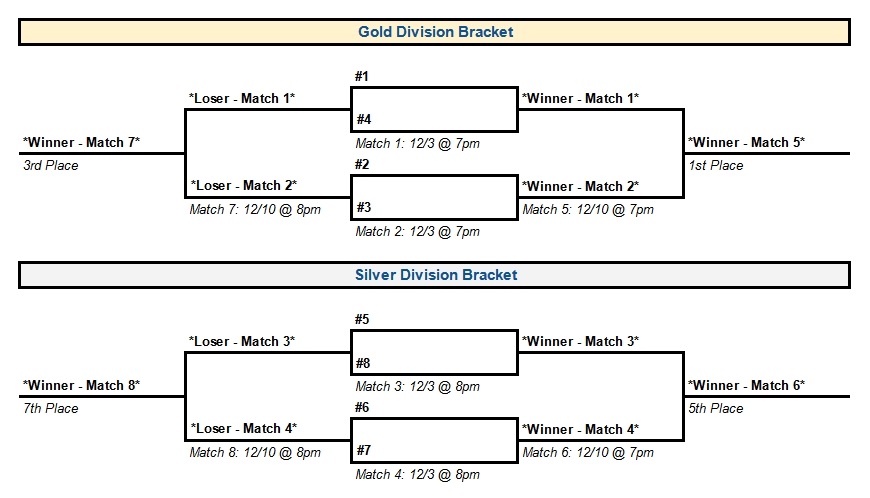 Gold Division Bracket
#1
*Loser - Match 1*
*Winner - Match 1*
#4
*Winner - Match 7*
Match 1: 12/3 @ 7pm
*Winner - Match 5*
3rd Place
#2
1st Place
*Loser - Match 2*
*Winner - Match 2*
Match 7: 12/10 @ 8pm
#3
Match 5: 12/10 @ 7pm
Match 2: 12/3 @ 7pm
Silver Division Bracket
#5
*Loser - Match 3*
*Winner - Match 3*
#8
*Winner - Match 8*
Match 3: 12/3 @ 8pm
*Winner - Match 6*
7th Place
#6
5th Place
*Loser - Match 4*
*Winner - Match 4*
Match 8: 12/10 @ 8pm
#7
Match 6: 12/10 @ 7pm
Match 4: 12/3 @ 8pm